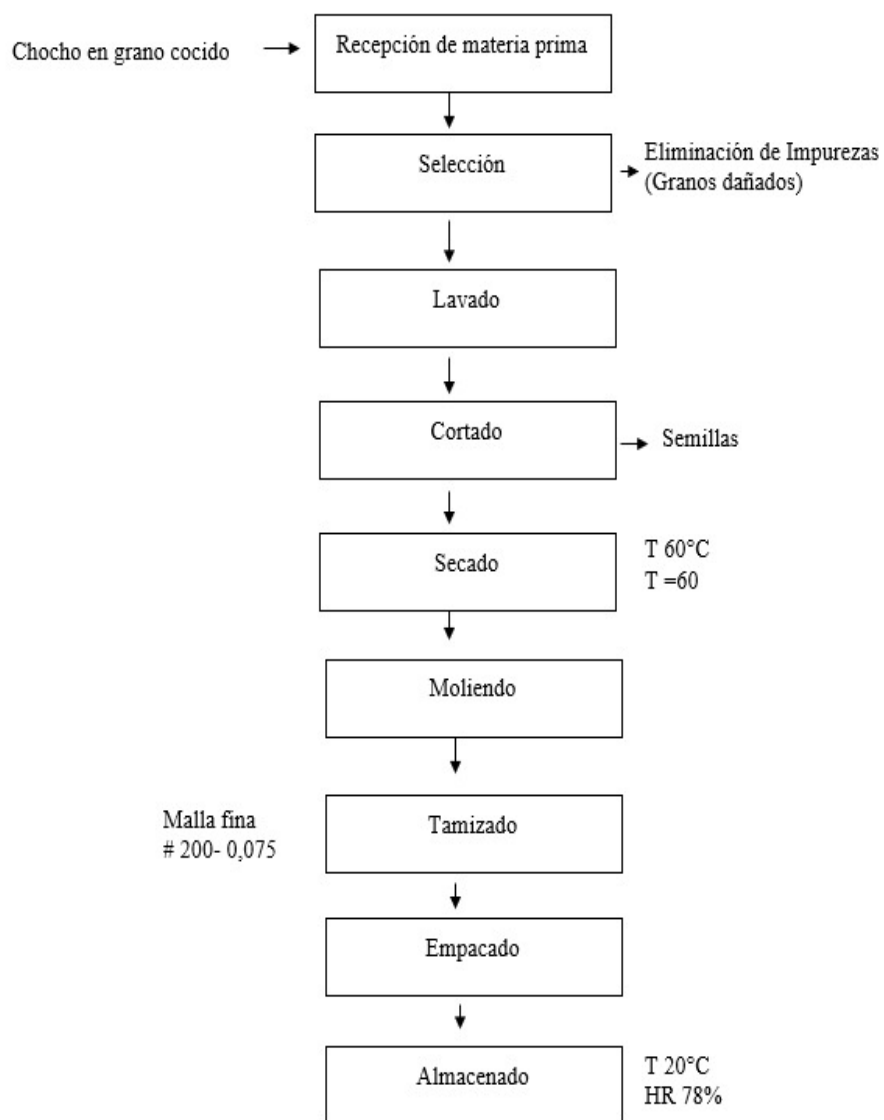 Chocho en grano cocido
Recepción de materia prima
Selección
Eliminación de Impurezas
(Granos dañados)
Lavado
Cortado
Semillas
Secado
T 60°C
T =60
Moliendo
Malla fina
# 200- 0,075
Tamizado
Empacado
Almacenado
T 20°C
HR 78%